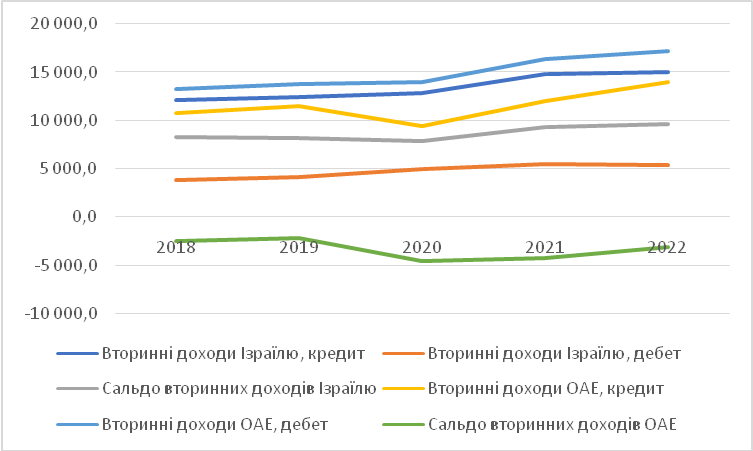 20 000,0
15 000,0
10 000,0
5 000,0
0,0
2018 2019 2020 2021 2022
-5 000,0
-10 000,0
Вторинні доходи Ізраїлю, кредит Вторинні доходи Ізраїлю, дебет
Сальдо вторинних доходів Ізраїлю Вторинні доходи ОАЕ, кредит
Вторинні доходи ОАЕ, дебет Сальдо вторинних доходів ОАЕ